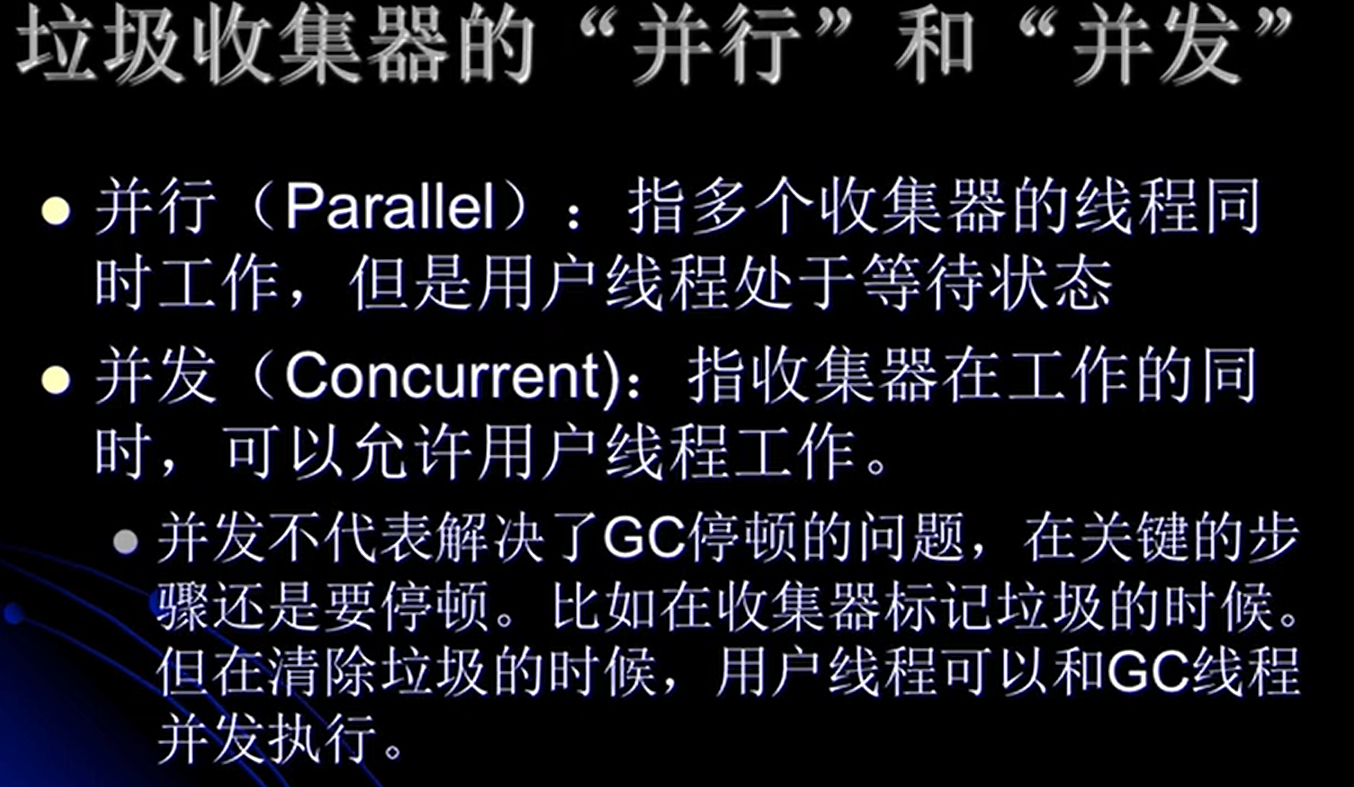 垃圾收集器的“并行”和“并发”
并行（Parallel）：指多个收集器的线程同
时工作，但是用户线程处于等待状态
并发（Concurrent)：指收集器在工作的同
时，可以允许用户线程工作。
并发不代表解决了GC停顿的问题，在关键的步
骤还是要停顿。比如在收集器标记垃圾的时候。
但在清除垃圾的时候，用户线程可以和GC线程
并发执行。